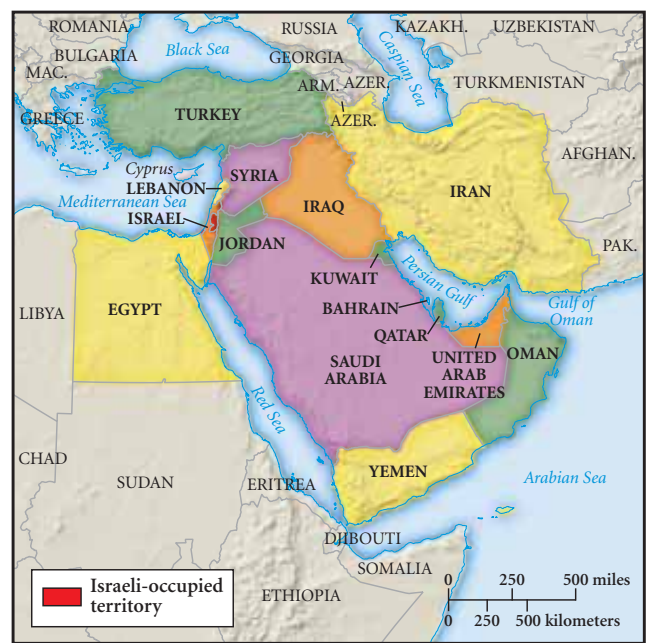 ROMANIA
RUSSIA
KAZAKH.
UZBEKISTAN
Black Sea
BULGARIA
GEORGIA
Caspian Sea
MAC.
ARM.
AZER.
TURKMENISTAN
GREECE
TURKEY
AZER.
AFGHAN.
Cyprus
SYRIA
LEBANON
Mediterranean Sea
IRAQ
IRAN
ISRAEL
JORDAN
PAK.
KUWAIT
Persian Gulf
LIBYA
EGYPT
BAHRAIN
Gulf of
Oman
QATAR
SAUDI
ARABIA
UNITED
ARAB
EMIRATES
OMAN
Red Sea
CHAD
SUDAN
ERITREA
YEMEN
Arabian Sea
DJIBOUTI
SOMALIA
ETHIOPIA
Israeli-occupied
territory
0 250 500 miles
0 250 500 kilometers